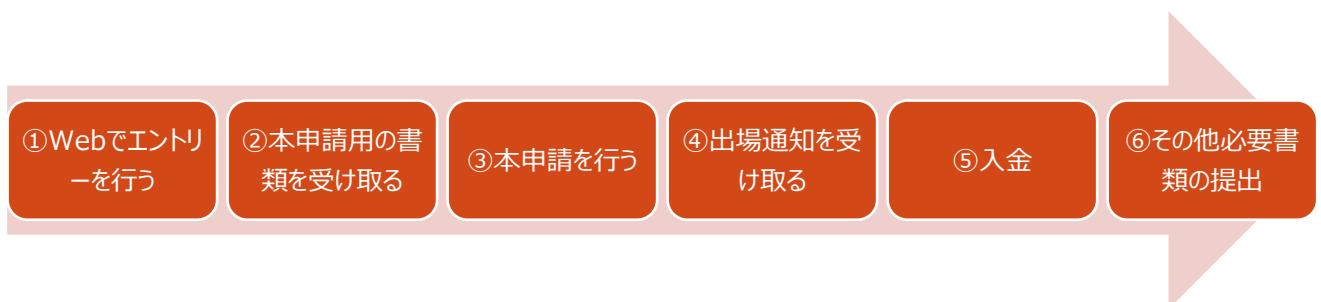 ①Webでエントリ
ーを行う
②本申請用の書
類を受け取る
③本申請を行う
④出場通知を受
け取る
⑤入金
⑥その他必要書
類の提出